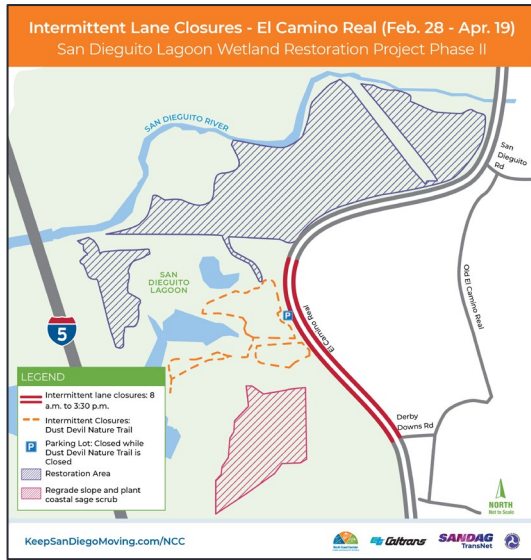 Intermittent Lane Closures - El Camino Real (Feb. 28 - Apr. 19)
San Dieguito Lagoon Wetland Restoration Project Phase II
SAN DIEGUITO RIVER
San
Dieguito
Rd
SAN
DIEGUITO
LAGOON
Old El Camino Real
P
El Camino Real
5
Derby
Downs Rd
LEGEND
Intermittent lane closures: 8
a.m. to 3:30 p.m.
Intermittent Closures:
Dust Devil Nature Trail
P
Parking Lot: Closed while
Dust Devil Nature Trail is
Closed
Restoration Area
Regrade slope and plant
coastal sage scrub
NORTH
Not to Scale
KeepSanDiegoMoving.com/NCC
Caltrans
SANDAG
TransNet